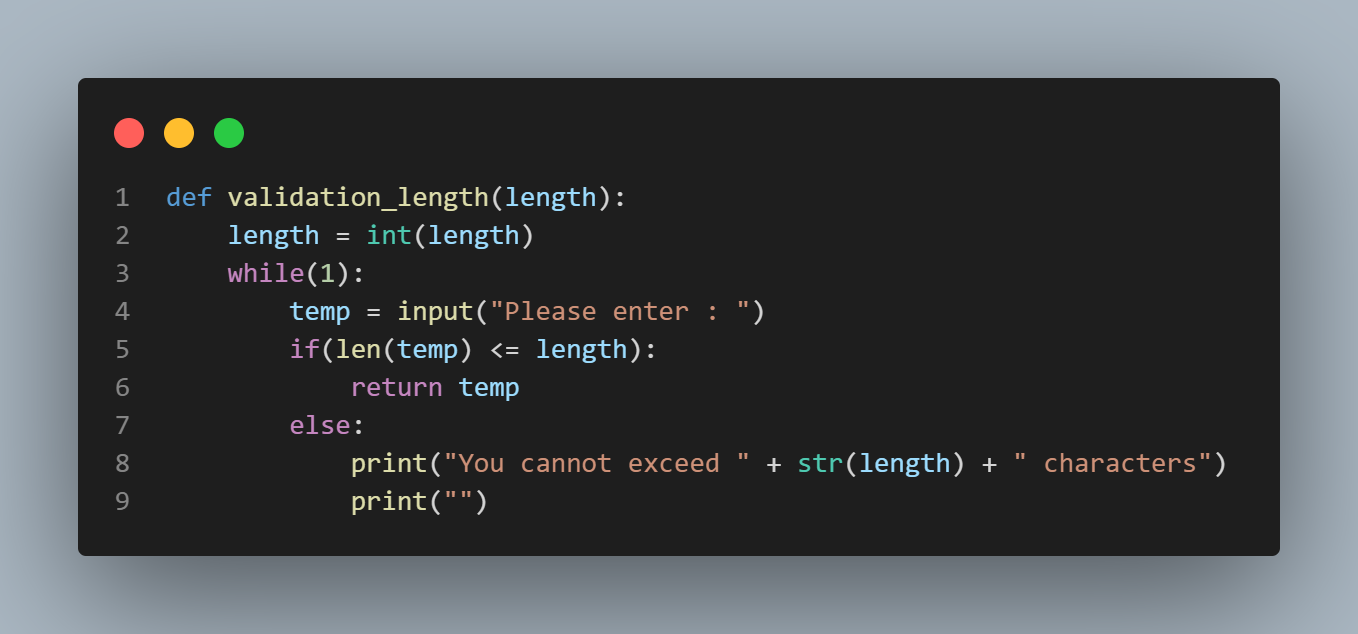 1 def validation_length(length):
2     length = int(length)
3     while(1):
4         temp = input("Please enter : ")
5         if(len(temp) <= length):
6             return temp
7         else:
8             print("You cannot exceed " + str(length) + " characters")
9             print("")